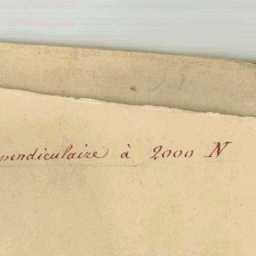 pendiculaire à 2000 N